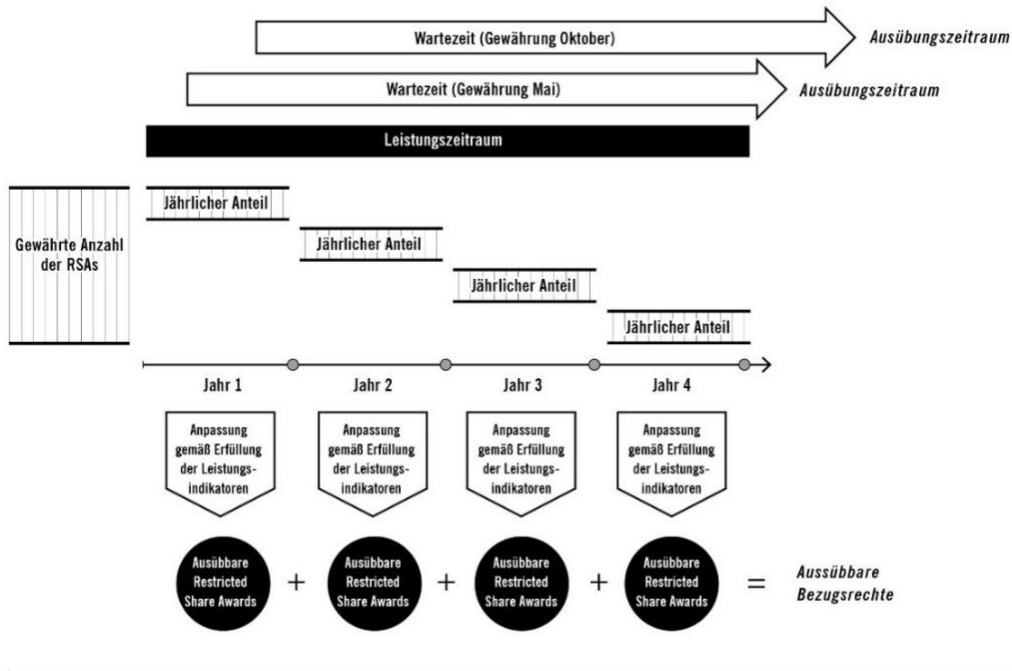 Wartezeit (Gewährung Oktober)
Ausübungszeitraum
Wartezeit (Gewährung Mai)
Ausübungszeitraum
Leistungszeitraum
Gewährte Anzahl
der RSAs
Jährlicher Anteil
Jährlicher Anteil
Jährlicher Anteil
Jährlicher Anteil
Jahr 1
Jahr 2
Jahr 3
Jahr 4
Anpassung
gemäß Erfüllung
der Leistungs-
indikatoren
Anpassung
gemäß Erfüllung
der Leistungs-
indikatoren
Anpassung
gemäß Erfüllung
der Leistungs-
indikatoren
Anpassung
gemäß Erfüllung
der Leistungs-
indikatoren
Ausübbare
Restricted
Share Awards
+
Ausübbare
Restricted
Share Awards
+
Ausübbare
Restricted
Share Awards
+
Ausübbare
Restricted
Share Awards
=
Aussübbare
Bezugsrechte